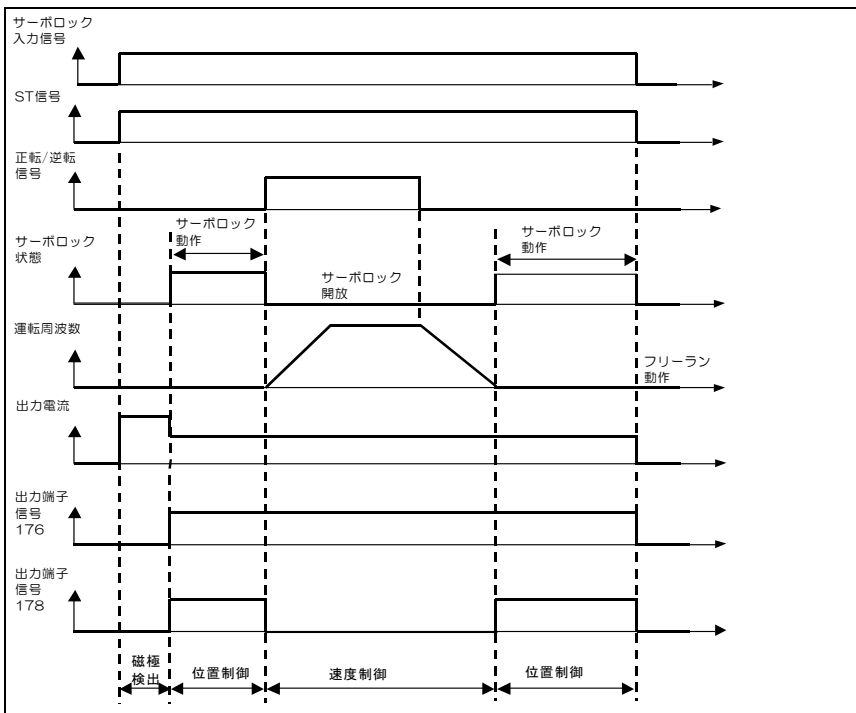 サーボロック
入力信号
ST信号
正転/逆転
信号
サーボロック
動作
サーボロック
動作
サーボロック
状態
サーボロック
開放
運転周波数
フリーラン
動作
出力電流
出力端子
信号
176
出力端子
信号
178
磁極
検出
位置制御
速度制御
位置制御